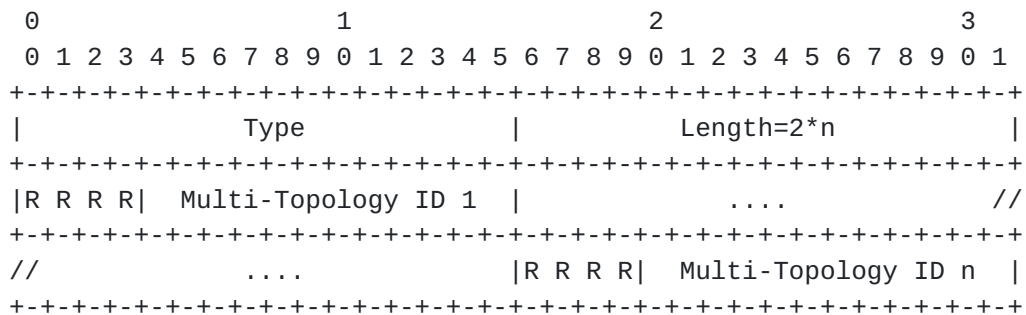 0                   1                   2                   3
 0 1 2 3 4 5 6 7 8 9 0 1 2 3 4 5 6 7 8 9 0 1 2 3 4 5 6 7 8 9 0 1
+-+-+-+-+-+-+-+-+-+-+-+-+-+-+-+-+-+-+-+-+-+-+-+-+-+-+-+-+-+-+-+-+
|              Type             |          Length=2*n           |
+-+-+-+-+-+-+-+-+-+-+-+-+-+-+-+-+-+-+-+-+-+-+-+-+-+-+-+-+-+-+-+-+
|R R R R|  Multi-Topology ID 1  |             ....             //
+-+-+-+-+-+-+-+-+-+-+-+-+-+-+-+-+-+-+-+-+-+-+-+-+-+-+-+-+-+-+-+-+
//             ....             |R R R R|  Multi-Topology ID n  |
+-+-+-+-+-+-+-+-+-+-+-+-+-+-+-+-+-+-+-+-+-+-+-+-+-+-+-+-+-+-+-+-+